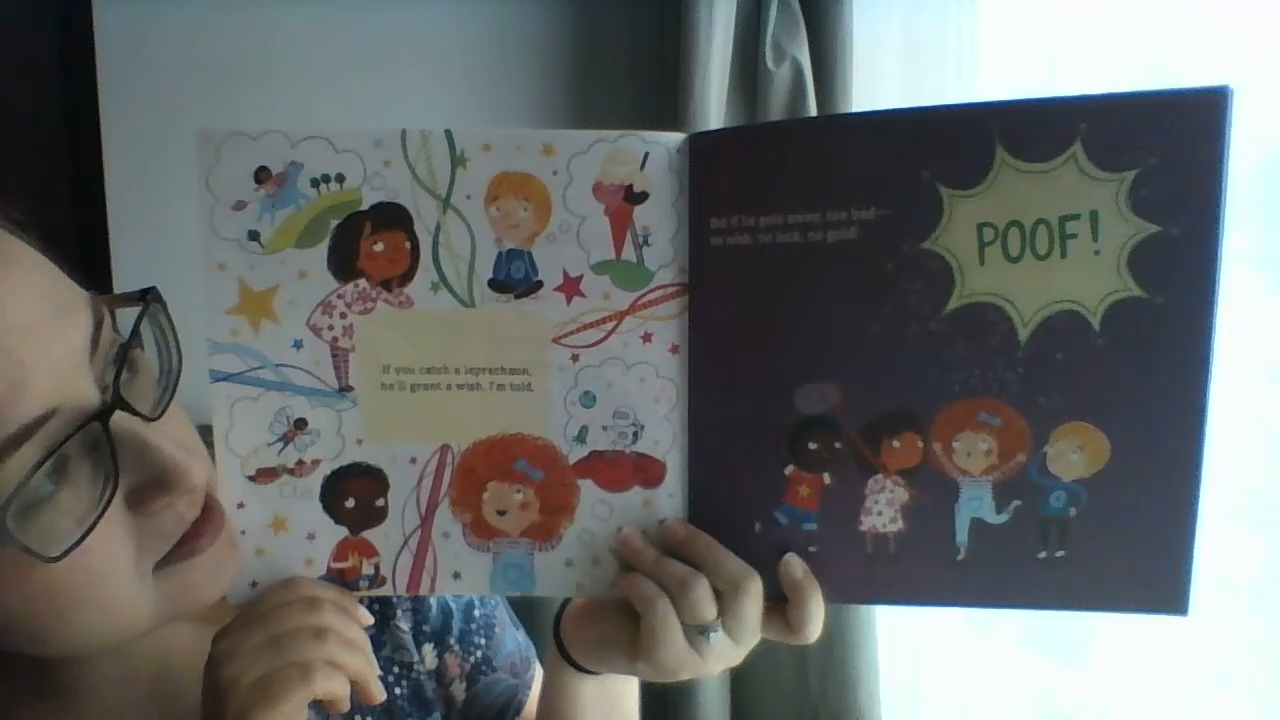 If you catch a leprechaun,
he'll grant a wish, I'm told.
But if he gets away, too bad—
no wish, no luck, no gold!
POOF!